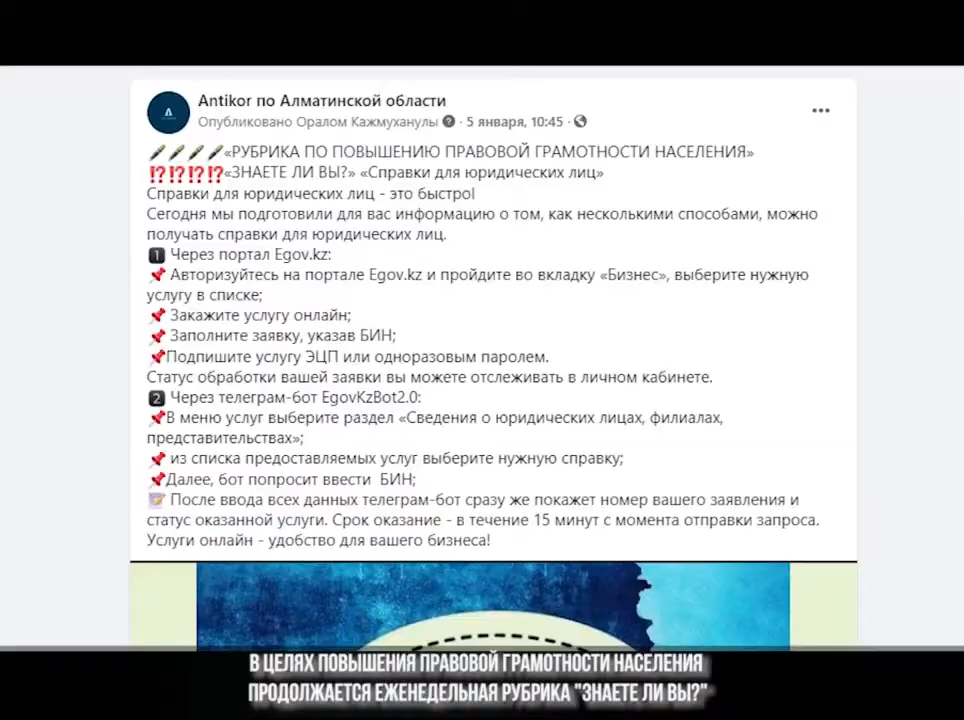 Antikor по Алматинской области
Опубликовано Оралом Кажмуханулы · 5 января, 10:45 ·
«РУБРИКА ПО ПОВЫШЕНИЮ ПРАВОВОЙ ГРАМОТНОСТИ НАСЕЛЕНИЯ»
⁉️⁉️⁉️⁉️«ЗНАЕТЕ ЛИ ВЫ?» «Справки для юридических лиц»
Справки для юридических лиц - это быстро!
Сегодня мы подготовили для вас информацию о том, как несколькими способами, можно
получать справки для юридических лиц.
1 Через портал Egov.kz:
📌 Авторизуйтесь на портале Egov.kz и пройдите во вкладку «Бизнес», выберите нужную
услугу в списке;
📌 Закажите услугу онлайн;
📌 Заполните заявку, указав БИН;
📌Подпишите услугу ЭЦП или одноразовым паролем.
Статус обработки вашей заявки вы можете отслеживать в личном кабинете.
2 Через телеграм-бот EgovKzBot2.0:
📌В меню услуг выберите раздел «Сведения о юридических лицах, филиалах,
представительствах»;
📌 из списка предоставляемых услуг выберите нужную справку;
📌Далее, бот попросит ввести БИН;
📝 После ввода всех данных телеграм-бот сразу же покажет номер вашего заявления и
статус оказанной услуги. Срок оказание - в течение 15 минут с момента отправки запроса.
Услуги онлайн - удобство для вашего бизнеса!
В ЦЕЛЯХ ПОВЫШЕНИЯ ПРАВОВОЙ ГРАМОТНОСТИ НАСЕЛЕНИЯ
ПРОДОЛЖАЕТСЯ ЕЖЕНЕДЕЛЬНАЯ РУБРИКА "ЗНАЕТЕ ЛИ ВЫ?"